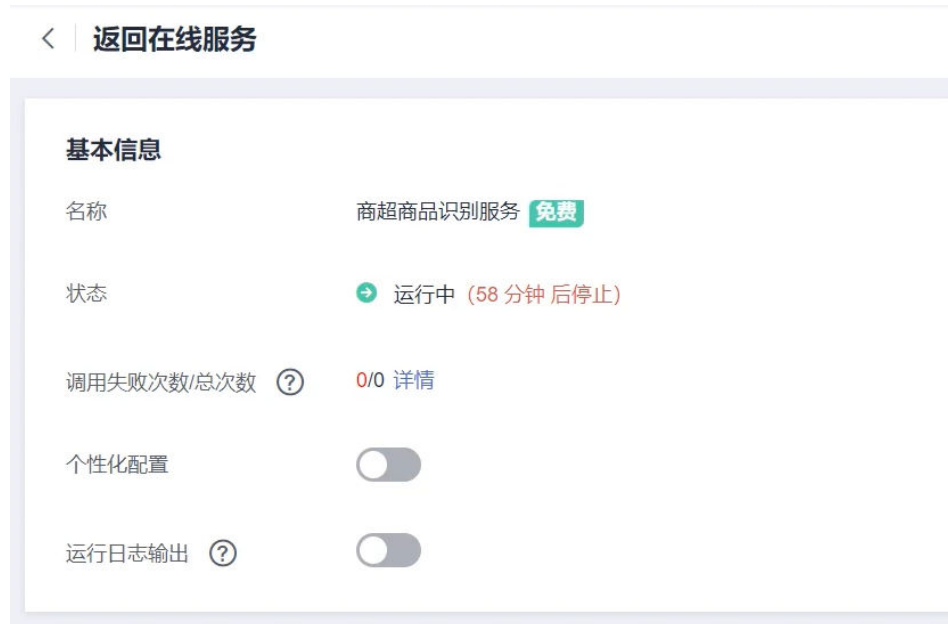 返回在线服务
基本信息
名称 商超商品识别服务 免费
状态 运行中（58 分钟 后停止）
调用失败次数/总次数 ? 0/0 详情
个性化配置
运行日志输出 ?